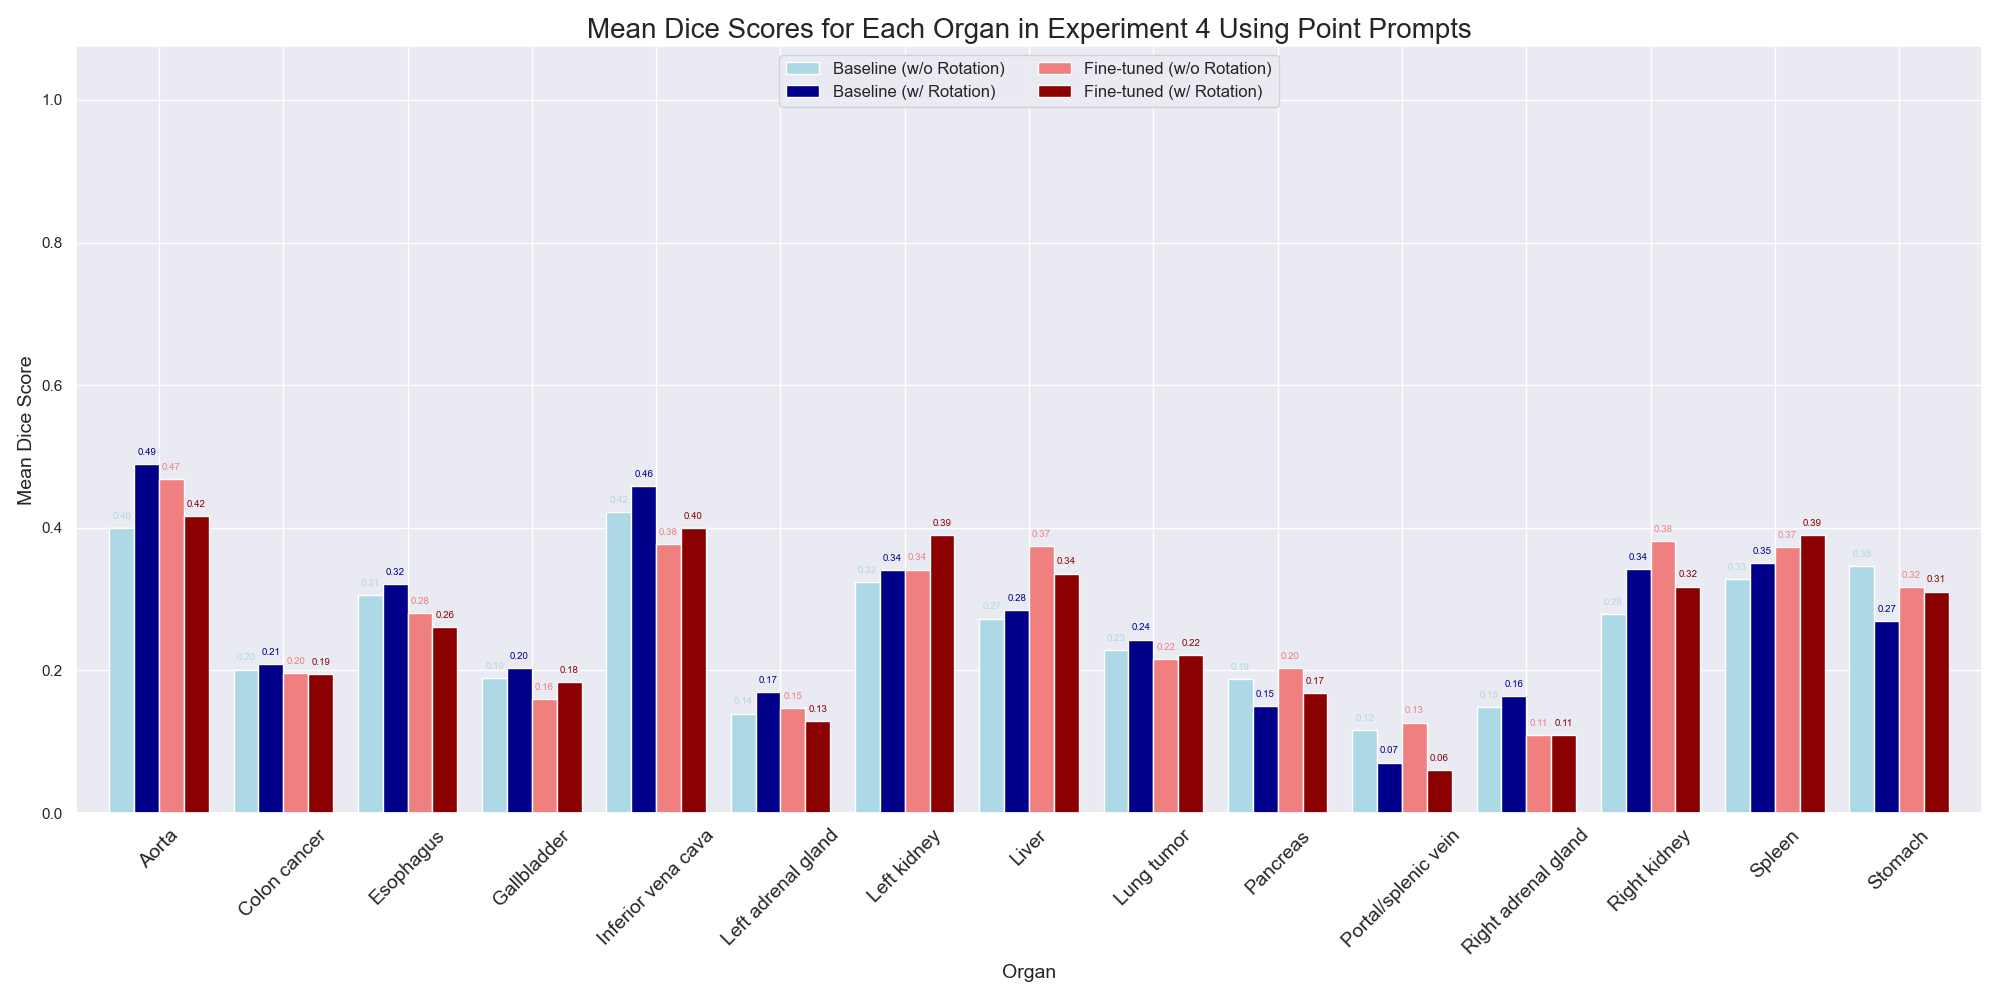 Mean Dice Scores for Each Organ in Experiment 4 Using Point Prompts
Baseline (w/o Rotation) Fine-tuned (w/o Rotation)
Baseline (w/ Rotation) Fine-tuned (w/ Rotation)
Mean Dice Score
1.0
0.8
0.6
0.4
0.2
0.0
0.40 0.49 0.47 0.42
0.20 0.21 0.20 0.19
0.31 0.32 0.28 0.26
0.19 0.20 0.16 0.18
0.42 0.46 0.38 0.40
0.14 0.17 0.15 0.13
0.32 0.34 0.34 0.39
0.27 0.28 0.37 0.34
0.23 0.24 0.22 0.22
0.19 0.15 0.20 0.17
0.12 0.07 0.13 0.06
0.15 0.16 0.11 0.11
0.28 0.34 0.38 0.32
0.33 0.35 0.37 0.39
0.35 0.27 0.32 0.31
Aorta
Colon cancer
Esophagus
Gallbladder
Inferior vena cava
Left adrenal gland
Left kidney
Liver
Lung tumor
Pancreas
Portal/splenic vein
Right adrenal gland
Right kidney
Spleen
Stomach
Organ